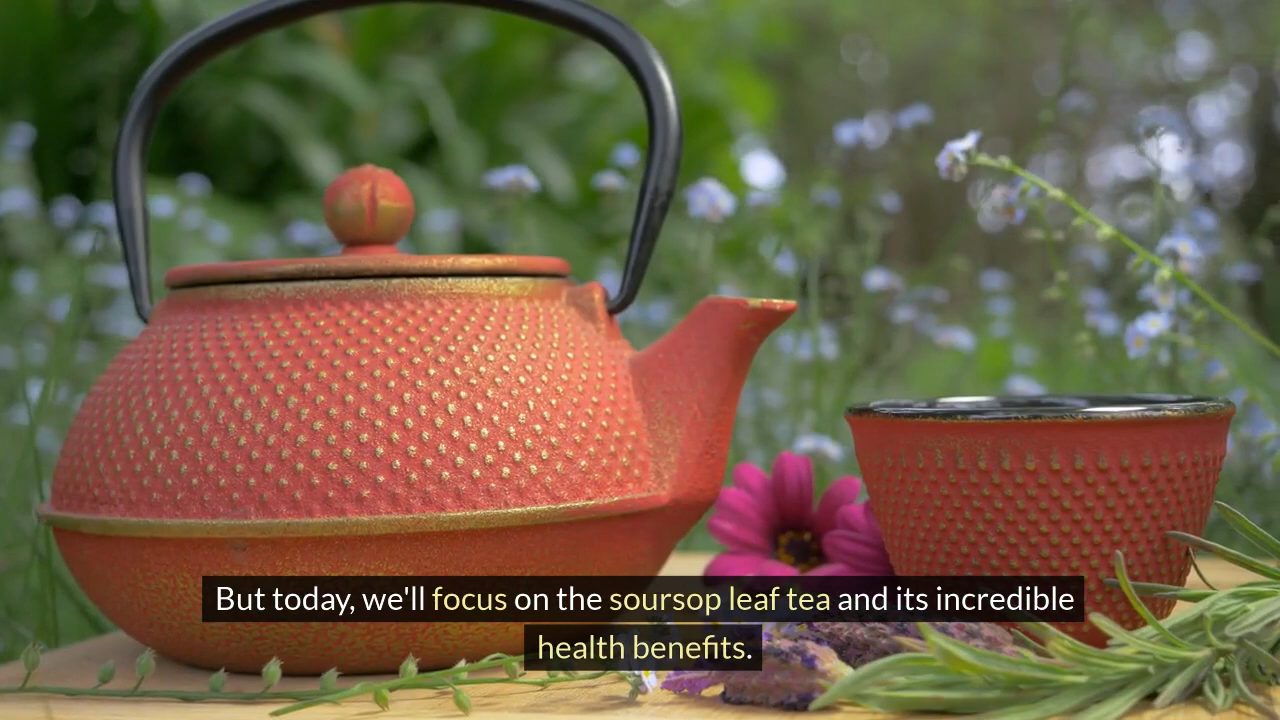 But today, we'll focus on the soursop leaf tea and its incredible
health benefits.